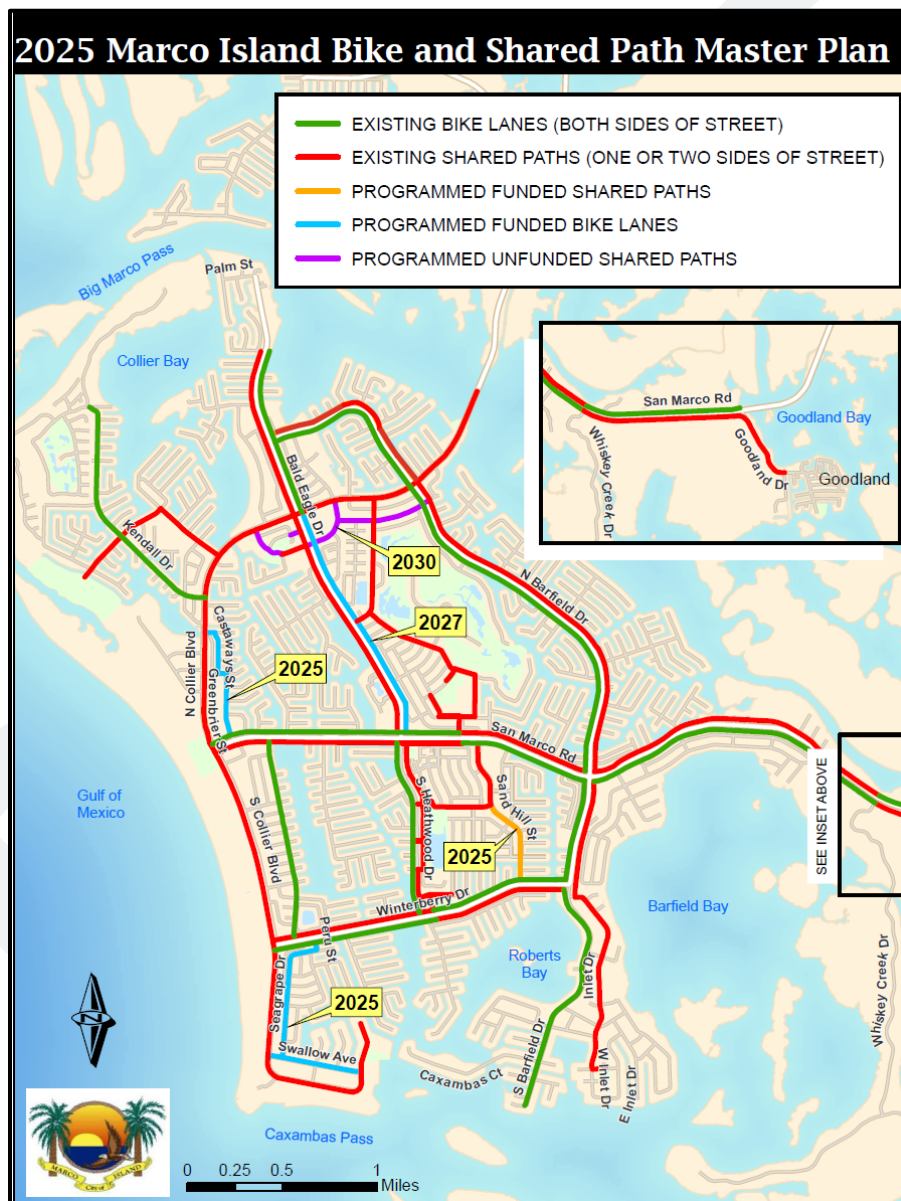 2025 Marco Island Bike and Shared Path Master Plan
EXISTING BIKE LANES (BOTH SIDES OF STREET)
EXISTING SHARED PATHS (ONE OR TWO SIDES OF STREET)
PROGRAMMED FUNDED SHARED PATHS
PROGRAMMED FUNDED BIKE LANES
PROGRAMMED UNFUNDED SHARED PATHS
Big Marco Pass
Palm St
Collier Bay
San Marco Rd
Goodland Bay
Whiskey Creek Dr
Goodland Dr
Goodland
Bald Eagle Dr
Kendall Dr
2030
N Barfield Dr
2027
Castaways St
N Collier Blvd
Greenbrier St
2025
San Marco Rd
Gulf of
Mexico
S Collier Blvd
S Heathwood Dr
Sand Hill St
2025
SEE INSET ABOVE
Winterberry Dr
Barfield Bay
Peru St
Roberts
Bay
Inlet Dr
Seagrape Dr
2025
Whiskey Creek Dr
Swallow Ave
Caxambas Ct
S Barfield Dr
W Inlet Dr
E Inlet Dr
Caxambas Pass
N
MARCO ISLAND
City of
0 0.25 0.5 1
Miles